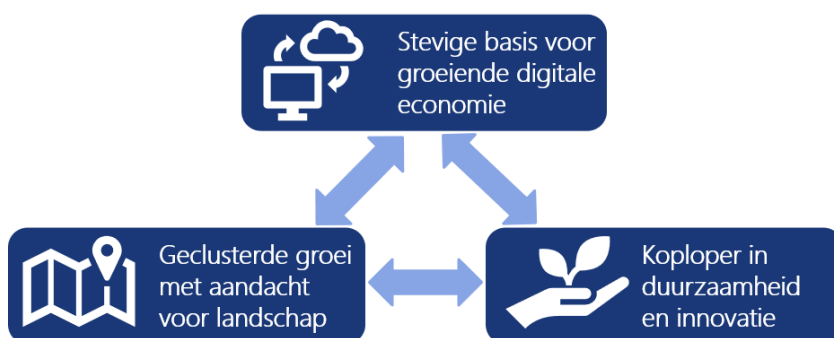 Stevige basis voor
groeiende digitale
economie
Geclusterde groei
met aandacht
voor landschap
Koploper in
duurzaamheid
en innovatie